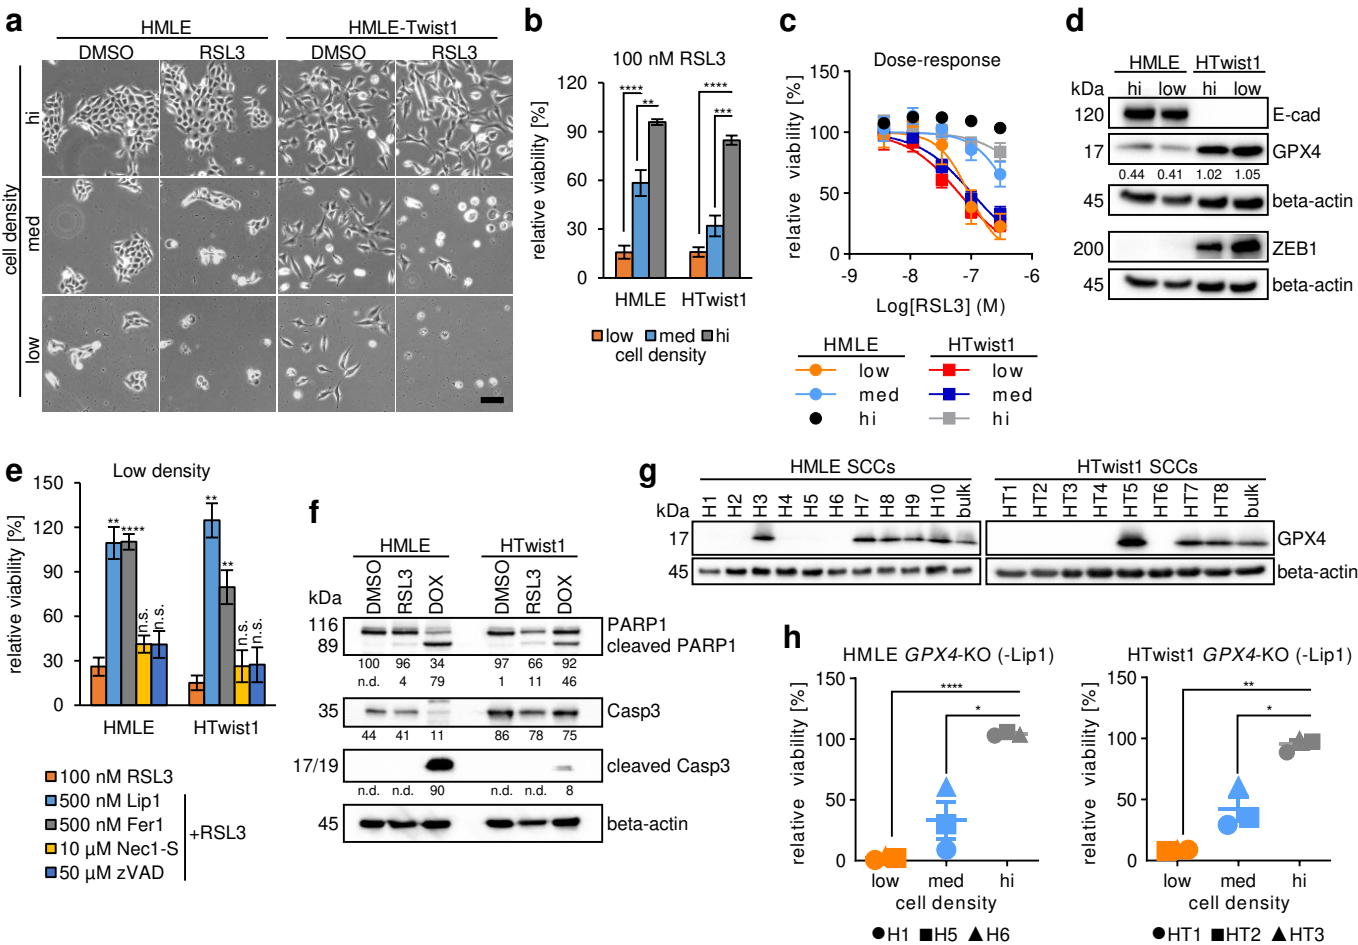 a
HMLE
HMLE-Twist1
DMSO
RSL3
DMSO
RSL3
cell density
hi
med
low
b
100 nM RSL3
relative viability [%]
120
90
60
30
0
****
**
****
***
HMLE
HTwist1
low
med
hi
cell density
c
Dose-response
relative viability [%]
150
100
50
0
-9
-8
-7
-6
Log[RSL3] (M)
HMLE
HTwist1
low
low
med
med
hi
hi
d
HMLE
HTwist1
kDa
hi
low
hi
low
120
E-cad
17
GPX4
0.44
0.41
1.02
1.05
45
beta-actin
200
ZEB1
45
beta-actin
e
Low density
relative viability [%]
150
120
90
60
30
0
**
****
n.s.
n.s.
**
**
n.s.
n.s.
HMLE
HTwist1
100 nM RSL3
500 nM Lip1
500 nM Fer1
10 µM Nec1-S
50 µM zVAD
+RSL3
f
HMLE
HTwist1
kDa
DMSO
RSL3
DOX
DMSO
RSL3
DOX
116
PARP1
89
cleaved PARP1
100
96
34
97
66
92
n.d.
4
79
1
11
46
35
Casp3
44
41
11
86
78
75
17/19
cleaved Casp3
n.d.
n.d.
90
n.d.
n.d.
8
45
beta-actin
g
HMLE SCCs
HTwist1 SCCs
kDa
H1
H2
H3
H4
H5
H6
H7
H8
H9
H10
bulk
HT1
HT2
HT3
HT4
HT5
HT6
HT7
HT8
bulk
17
GPX4
45
beta-actin
h
HMLE GPX4-KO (-Lip1)
relative viability [%]
150
100
50
0
****
*
low
med
hi
cell density
H1
H5
H6
HTwist1 GPX4-KO (-Lip1)
relative viability [%]
150
100
50
0
**
*
low
med
hi
cell density
HT1
HT2
HT3